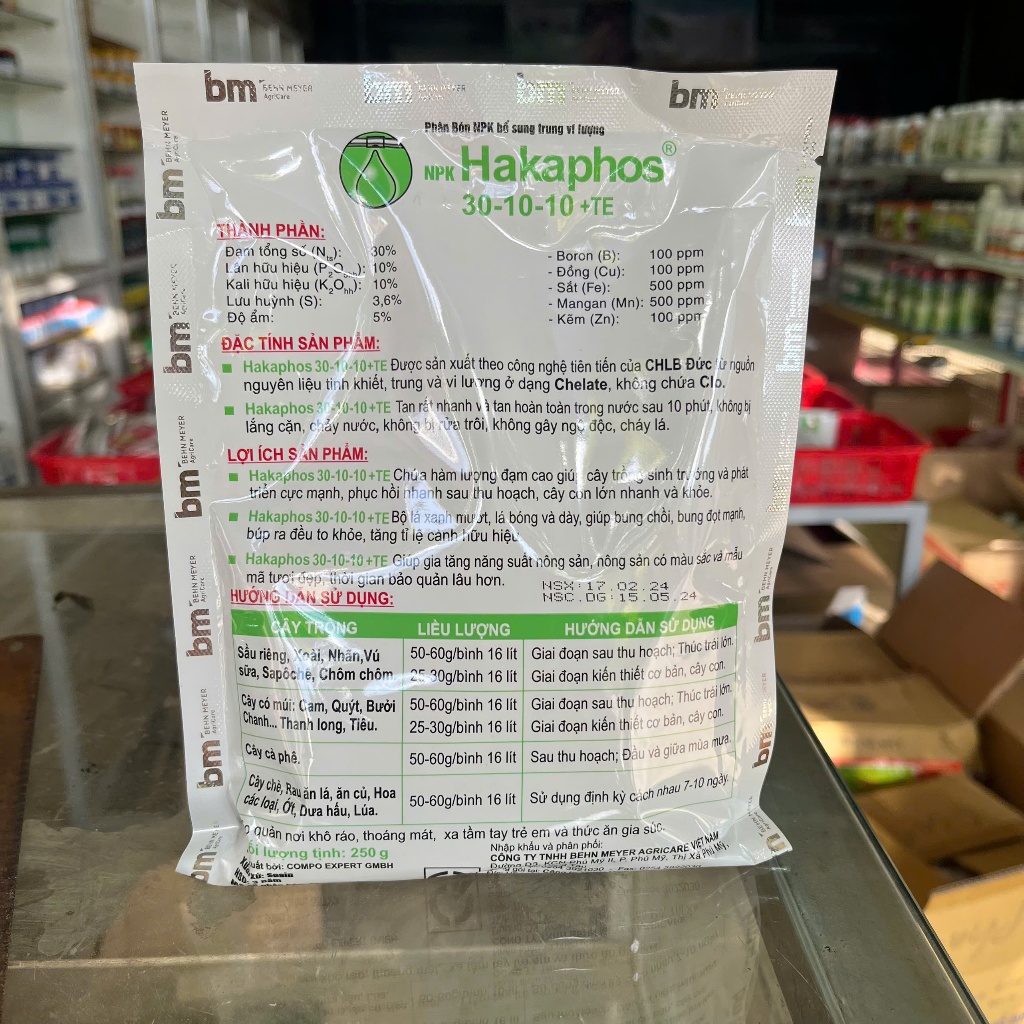 bm BEHN MEYER AgriCare
bm
Phân Bón NPK bổ sung trung vi lượng
NPK Hakaphos®
30-10-10 +TE
THÀNH PHẦN:
Đạm tổng số (Nts): 30%
Lân hữu hiệu (P2O5hh): 10%
Kali hữu hiệu (K2Ohh): 10%
Lưu huỳnh (S): 3,6%
Độ ẩm: 5%
- Boron (B): 100 ppm
- Đồng (Cu): 100 ppm
- Sắt (Fe): 500 ppm
- Mangan (Mn): 500 ppm
- Kẽm (Zn): 100 ppm
ĐẶC TÍNH SẢN PHẨM:
Hakaphos 30-10-10+TE Được sản xuất theo công nghệ tiên tiến của CHLB Đức từ nguồn
nguyên liệu tinh khiết, trung và vi lượng ở dạng Chelate, không chứa Clo.
Hakaphos 30-10-10+TE Tan rất nhanh và tan hoàn toàn trong nước sau 10 phút, không bị
lắng cặn, chảy nước, không bị rửa trôi, không gây ngộ độc, cháy lá.
LỢI ÍCH SẢN PHẨM:
Hakaphos 30-10-10+TE Chứa hàm lượng đạm cao giúp cây trồng sinh trưởng và phát
triển cực mạnh, phục hồi nhanh sau thu hoạch, cây con lớn nhanh và khỏe.
Hakaphos 30-10-10+TE Bộ lá xanh mướt, lá bóng và dày, giúp bung chồi, bung đọt mạnh,
búp ra đều to khỏe, tăng tỉ lệ cành hữu hiệu.
Hakaphos 30-10-10+TE Giúp gia tăng năng suất nông sản, nông sản có màu sắc và mẫu
mã tươi đẹp, thời gian bảo quản lâu hơn.
NSX:17.02.24
NSC.DG:15.05.24
HƯỚNG DẪN SỬ DỤNG:
CÂY TRỒNG LIỀU LƯỢNG HƯỚNG DẪN SỬ DỤNG
Sầu riêng, Xoài, Nhãn,Vú 50-60g/bình 16 lít Giai đoạn sau thu hoạch; Thúc trái lớn.
sữa, Sapôchê, Chôm chôm 25-30g/bình 16 lít Giai đoạn kiến thiết cơ bản, cây con.
Cây có múi: Cam, Quýt, Bưởi 50-60g/bình 16 lít Giai đoạn sau thu hoạch; Thúc trái lớn.
Chanh... Thanh long, Tiêu. 25-30g/bình 16 lít Giai đoạn kiến thiết cơ bản, cây con.
Cây cà phê. 50-60g/bình 16 lít Sau thu hoạch; Đầu và giữa mùa mưa.
Cây chè, Rau ăn lá, ăn củ, Hoa 50-60g/bình 16 lít Sử dụng định kỳ cách nhau 7-10 ngày.
các loại, Ớt, Dưa hấu, Lúa.
quản nơi khô ráo, thoáng mát, xa tầm tay trẻ em và thức ăn gia súc.
lượng tịnh: 250 g
Nhập khẩu và phân phối:
CÔNG TY TNHH BEHN MEYER AGRICARE VIỆT NAM
bởi: COMPO EXPERT GMBH
KCN Phú Mỹ II, P. Phú Mỹ, Thị Xã Phú Mỹ,